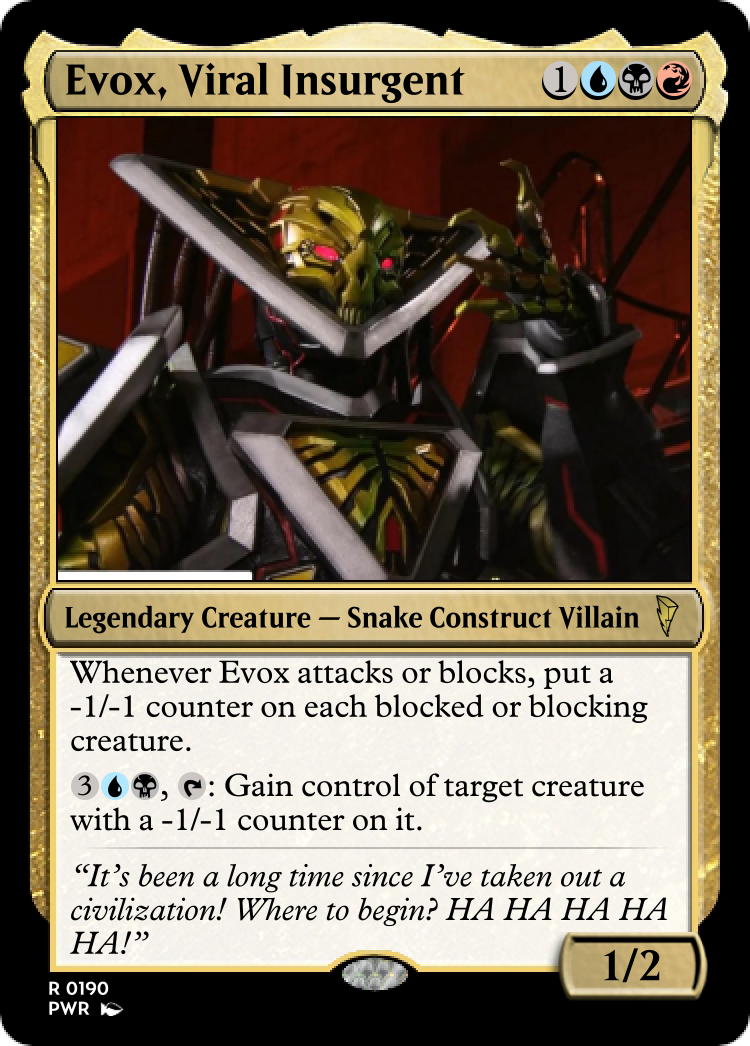 Evox, Viral Insurgent 1
Legendary Creature — Snake Construct Villain
Whenever Evox attacks or blocks, put a
-1/-1 counter on each blocked or blocking
creature.
3, : Gain control of target creature
with a -1/-1 counter on it.
“It’s been a long time since I’ve taken out a
civilization! Where to begin? HA HA HA HA
HA!”
1/2
R 0190
PWR